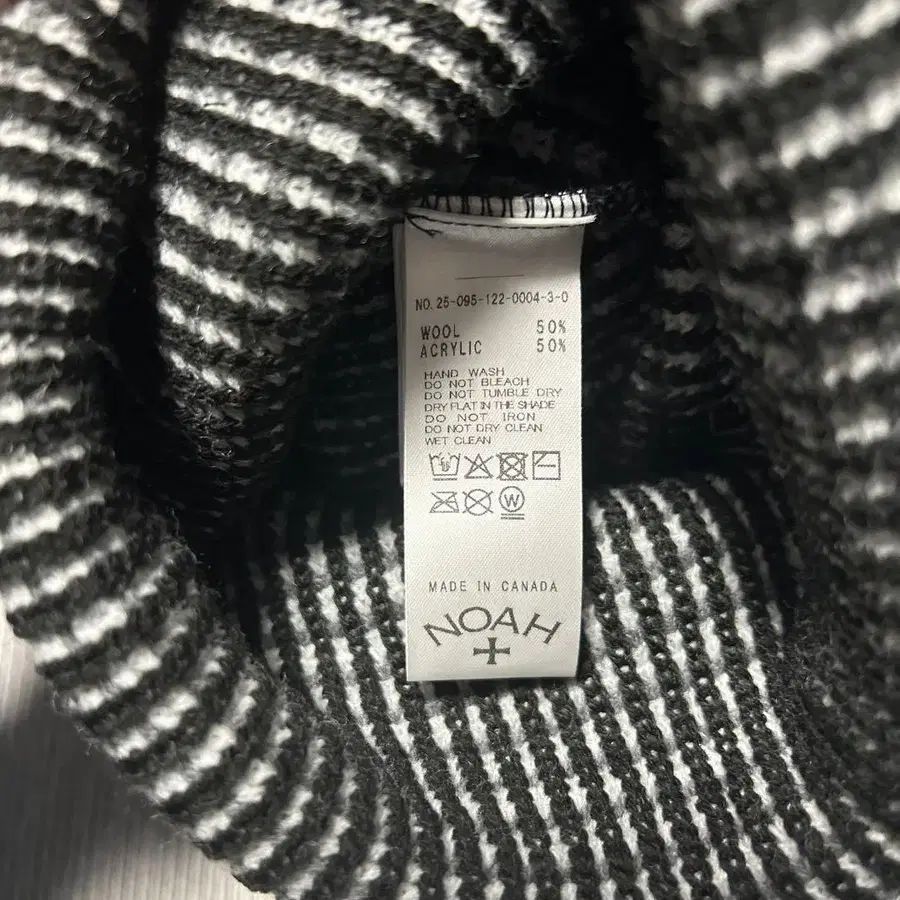 NO. 25-095-122-0004-3-0
WOOL 50%
ACRYLIC 50%
HAND WASH
DO NOT BLEACH
DO NOT TUMBLE DRY
DRY FLAT IN THE SHADE
DO NOT IRON
DO NOT DRY CLEAN
WET CLEAN
W
MADE IN CANADA
NOAH